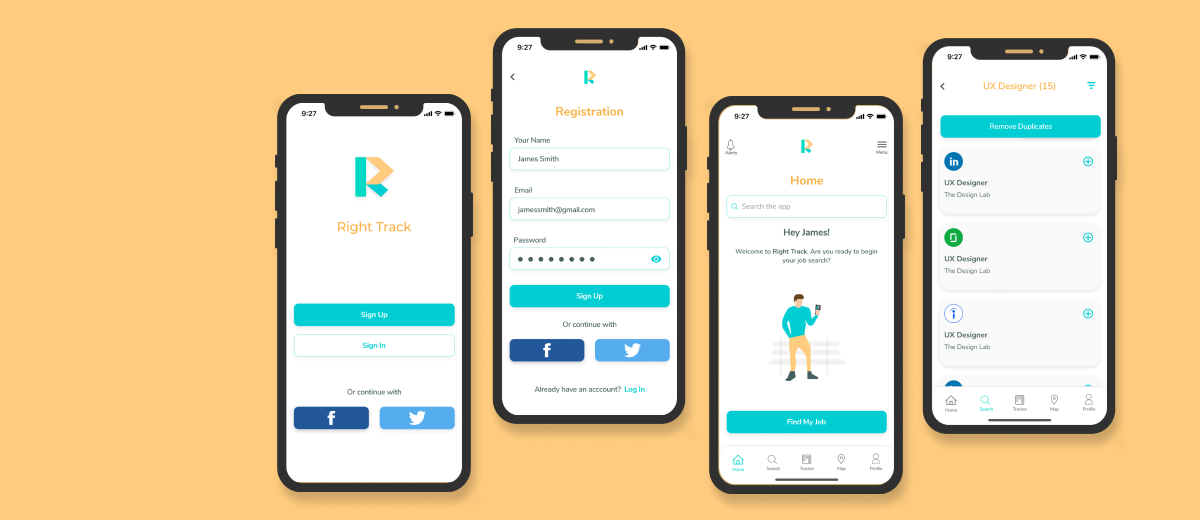 9:27
Right Track
Sign Up
Sign In
Or continue with
f
9:27
Registration
Your Name
James Smith
Email
jamessmith@gmail.com
Password
Sign Up
Or continue with
f
Already have an acccount? Log In
9:27
Alerts
Menu
Home
Search the app
Hey James!
Welcome to Right Track. Are you ready to begin
your job search?
Find My Job
Home Search Tracker Map Profile
9:27
UX Designer (15)
Remove Duplicates
in
UX Designer
The Design Lab
UX Designer
The Design Lab
UX Designer
The Design Lab
Home Search Tracker Map Profile